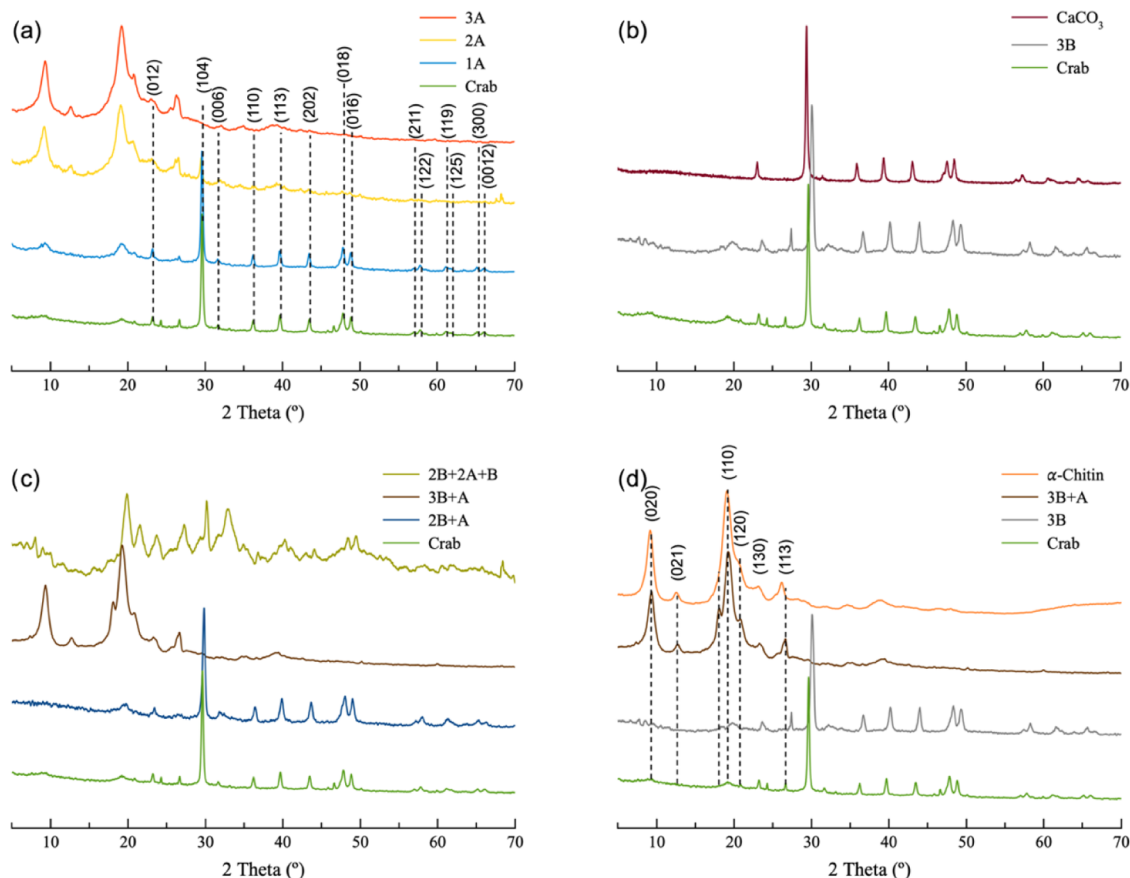 (a)
3A
2A
1A
Crab
(012)
(104)
(006)
(110)
(113)
(202)
(018)
(016)
(211)
(122)
(119)
(125)
(300)
(0012)
10 20 30 40 50 60 70
2 Theta (º)
(b)
CaCO₃
3B
Crab
10 20 30 40 50 60 70
2 Theta (º)
(c)
2B+2A+B
3B+A
2B+A
Crab
10 20 30 40 50 60 70
2 Theta (º)
(d)
α-Chitin
3B+A
3B
Crab
(020)
(021)
(110)
(120)
(130)
(113)
10 20 30 40 50 60 70
2 Theta (º)